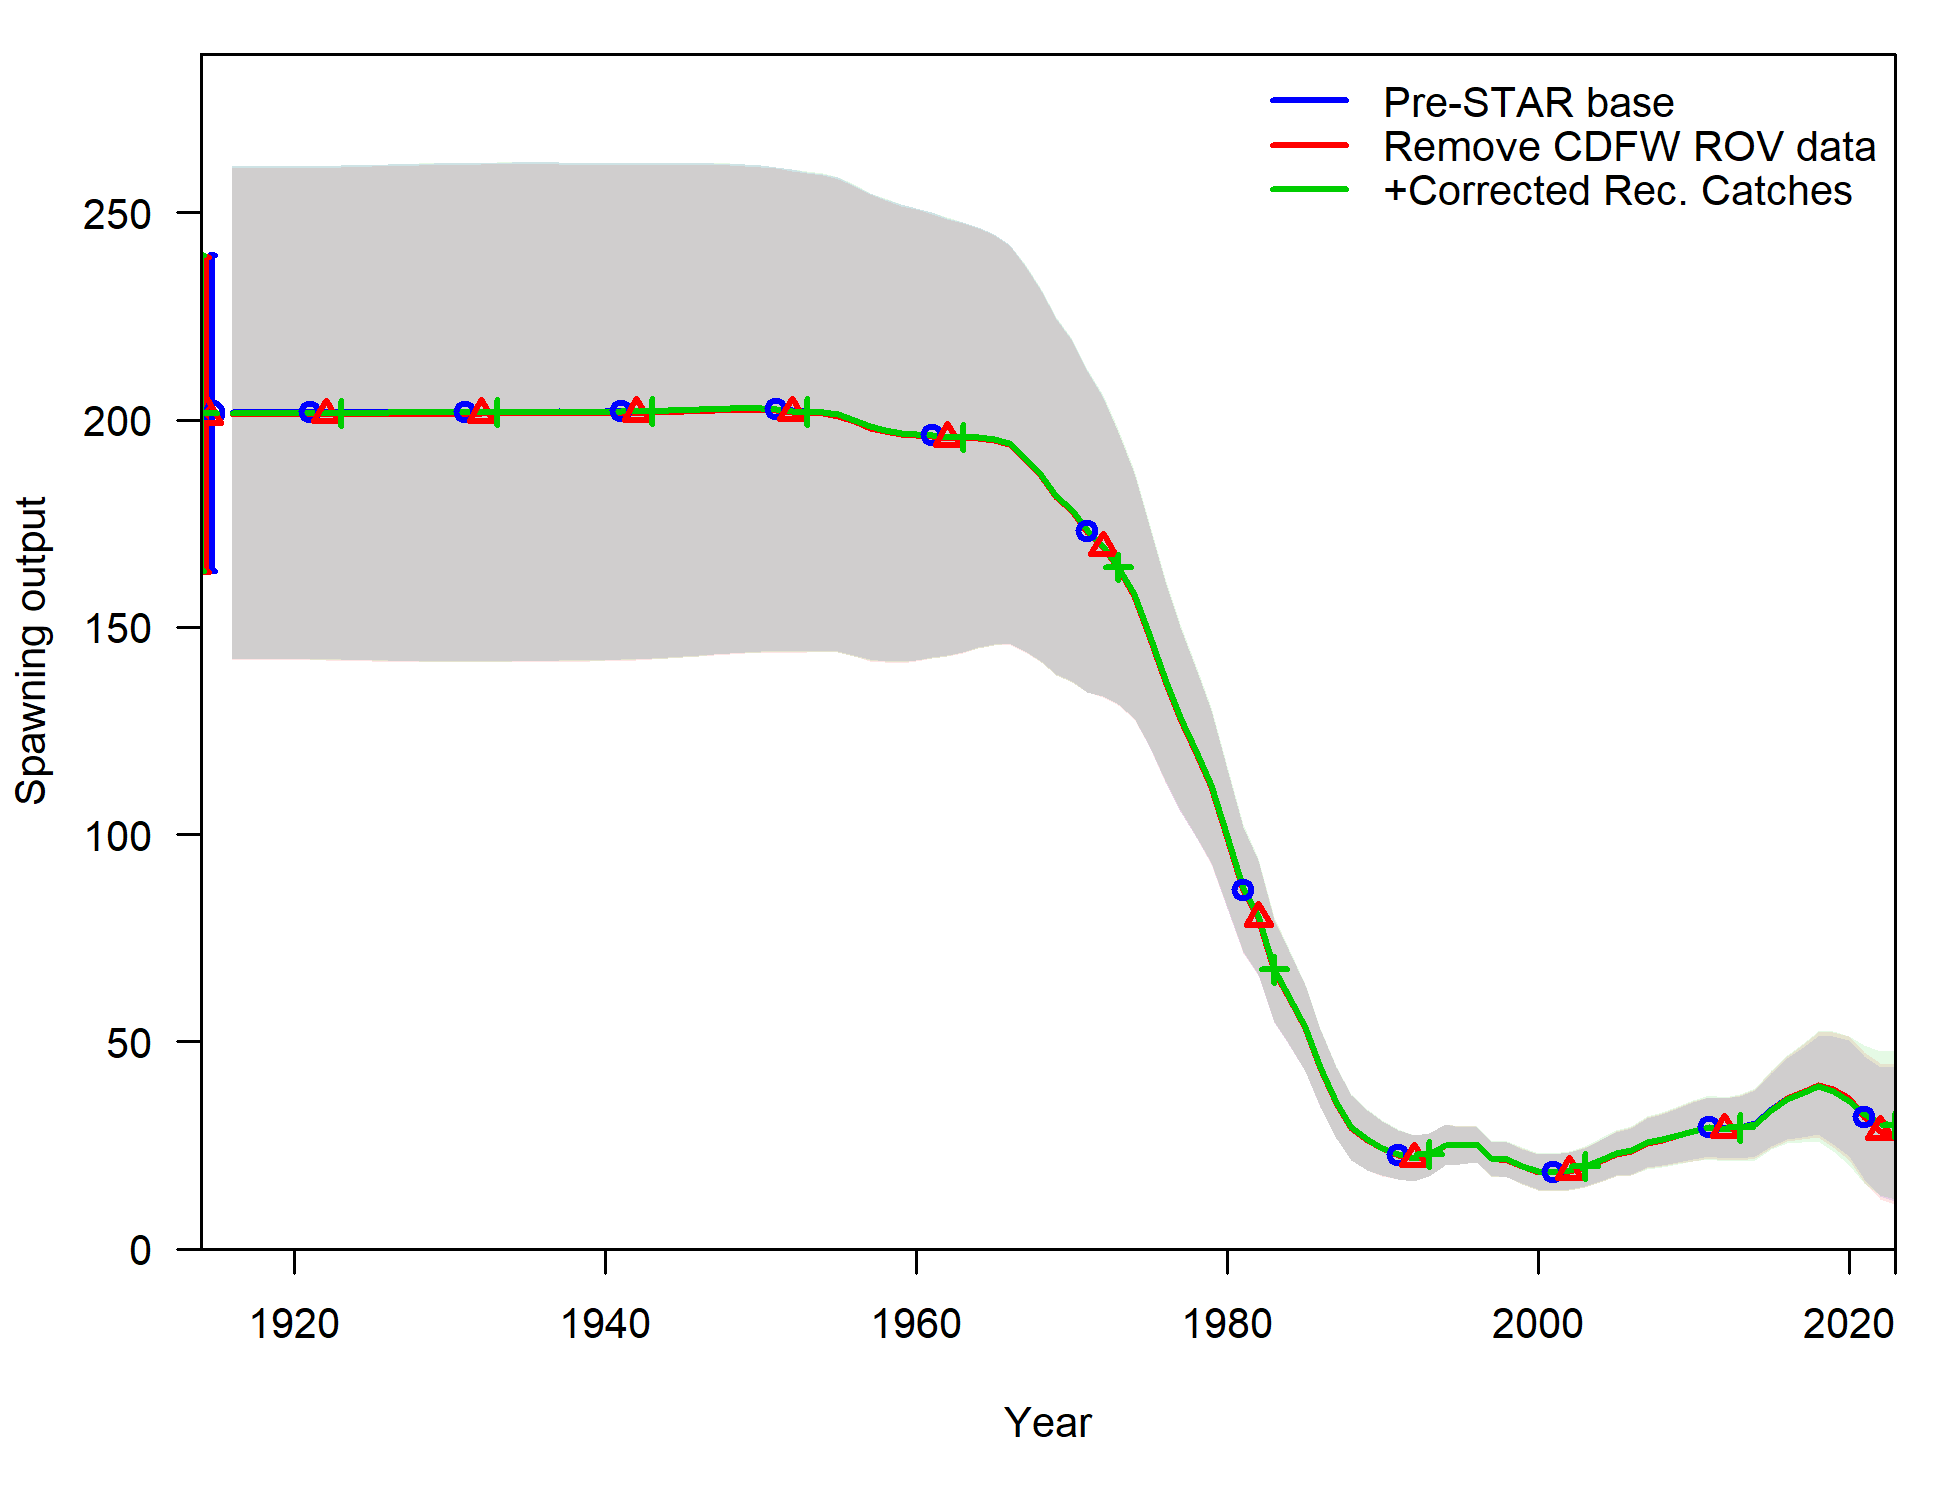 Pre-STAR base
Remove CDFW ROV data
+Corrected Rec. Catches
Spawning output
250
200
150
100
50
0
1920 1940 1960 1980 2000 2020
Year